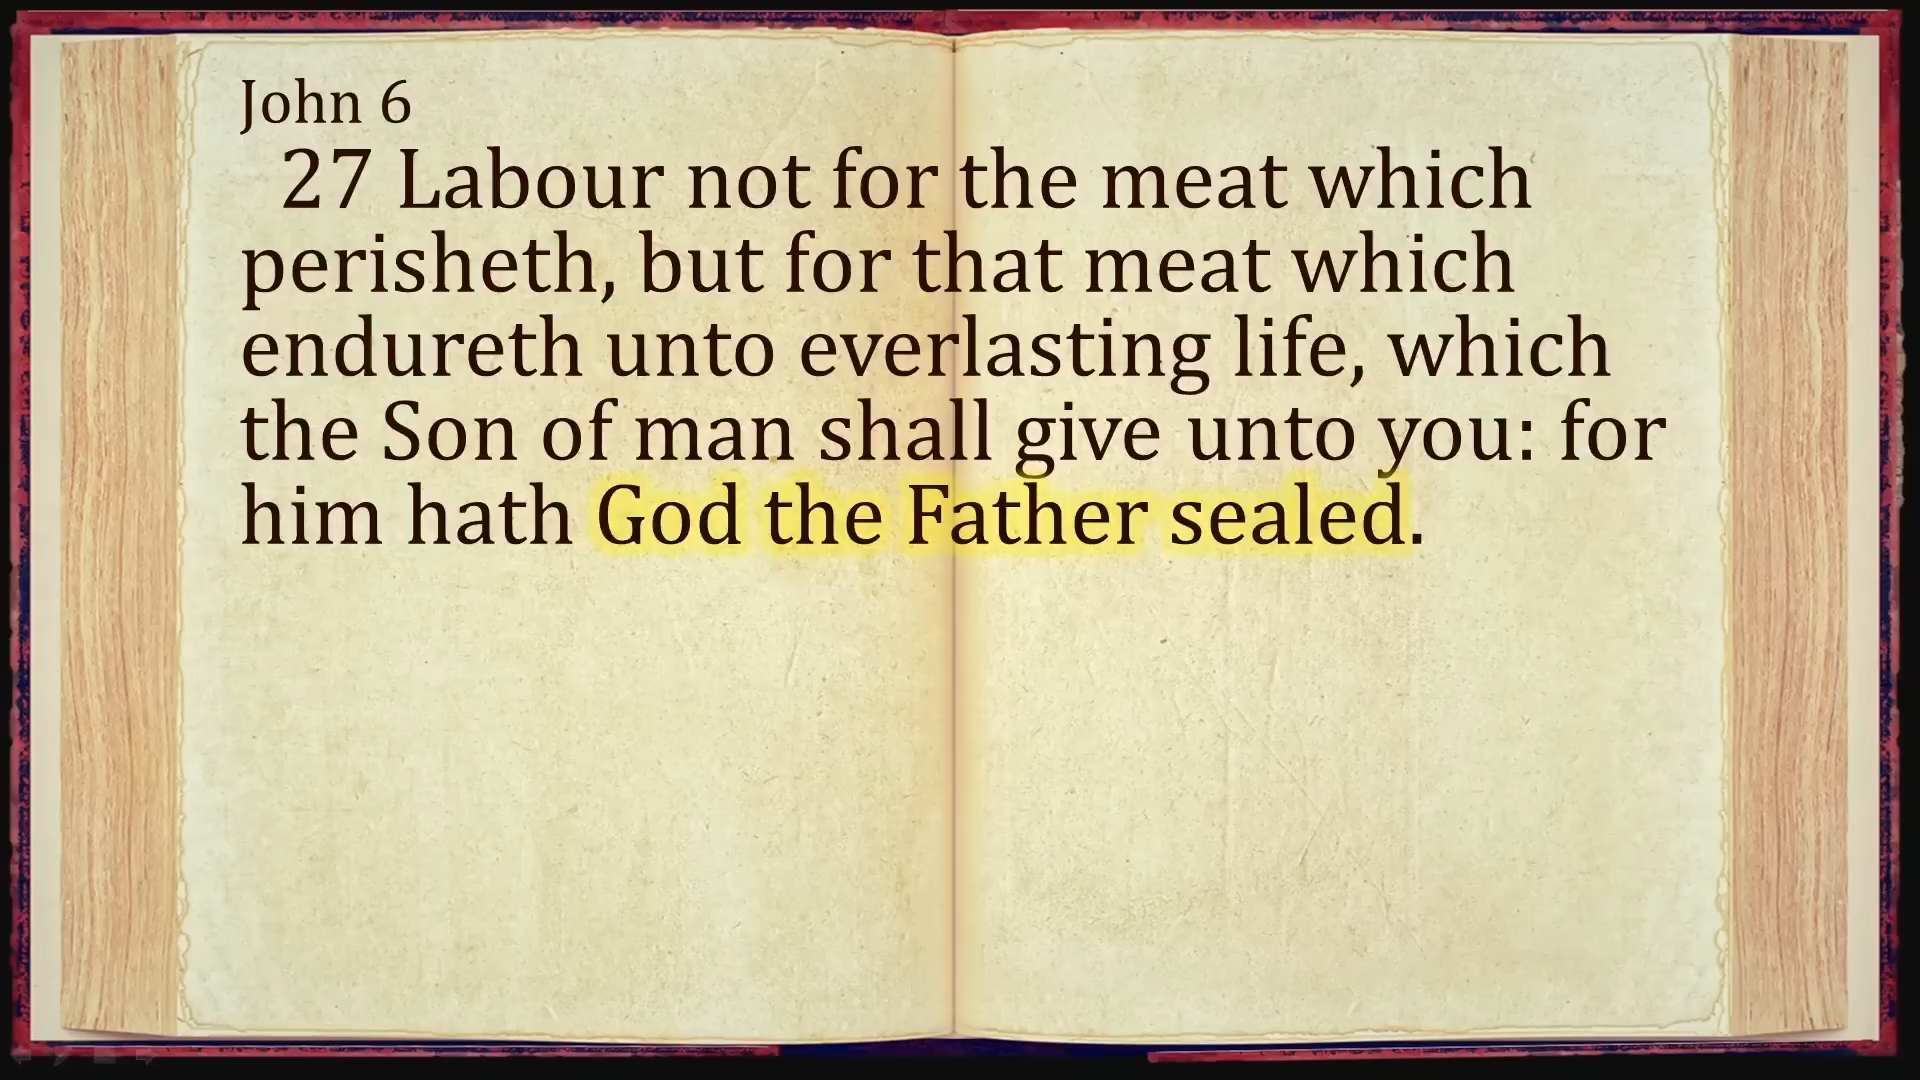 John 6
27 Labour not for the meat which
perisheth, but for that meat which
endureth unto everlasting life, which
the Son of man shall give unto you: for
him hath God the Father sealed.